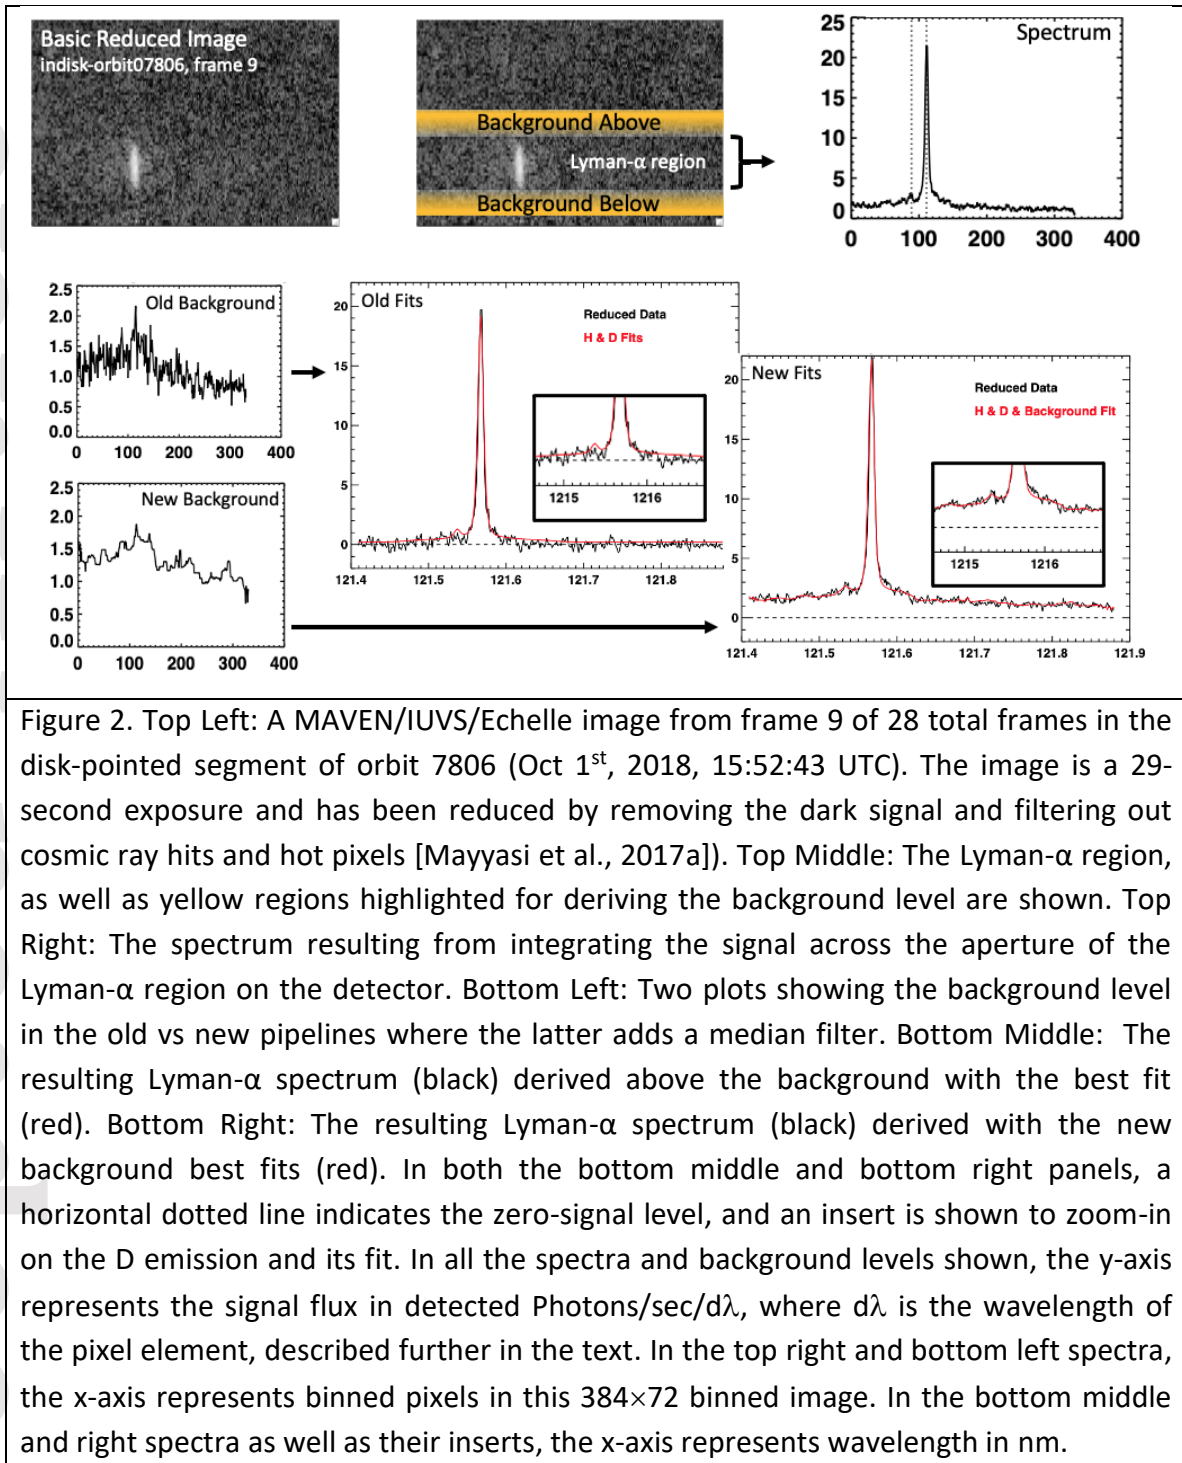 Basic Reduced Image
indisk-orbit07806, frame 9
Background Above
Lyman-α region
Background Below
Spectrum
25
20
15
10
5
0
0 100 200 300 400
Old Background
2.5
2.0
1.5
1.0
0.5
0.0
0 100 200 300 400
New Background
2.5
2.0
1.5
1.0
0.5
0.0
0 100 200 300 400
Old Fits
Reduced Data
H & D Fits
20
15
10
5
0
1215 1216
121.4 121.5 121.6 121.7 121.8
New Fits
Reduced Data
H & D & Background Fit
20
15
10
5
0
1215 1216
121.4 121.5 121.6 121.7 121.8 121.9
Figure 2. Top Left: A MAVEN/IUVS/Echelle image from frame 9 of 28 total frames in the
disk-pointed segment of orbit 7806 (Oct 1st, 2018, 15:52:43 UTC). The image is a 29-
second exposure and has been reduced by removing the dark signal and filtering out
cosmic ray hits and hot pixels [Mayyasi et al., 2017a]). Top Middle: The Lyman-α region,
as well as yellow regions highlighted for deriving the background level are shown. Top
Right: The spectrum resulting from integrating the signal across the aperture of the
Lyman-α region on the detector. Bottom Left: Two plots showing the background level
in the old vs new pipelines where the latter adds a median filter. Bottom Middle: The
resulting Lyman-α spectrum (black) derived above the background with the best fit
(red). Bottom Right: The resulting Lyman-α spectrum (black) derived with the new
background best fits (red). In both the bottom middle and bottom right panels, a
horizontal dotted line indicates the zero-signal level, and an insert is shown to zoom-in
on the D emission and its fit. In all the spectra and background levels shown, the y-axis
represents the signal flux in detected Photons/sec/dλ, where dλ is the wavelength of
the pixel element, described further in the text. In the top right and bottom left spectra,
the x-axis represents binned pixels in this 384×72 binned image. In the bottom middle
and right spectra as well as their inserts, the x-axis represents wavelength in nm.